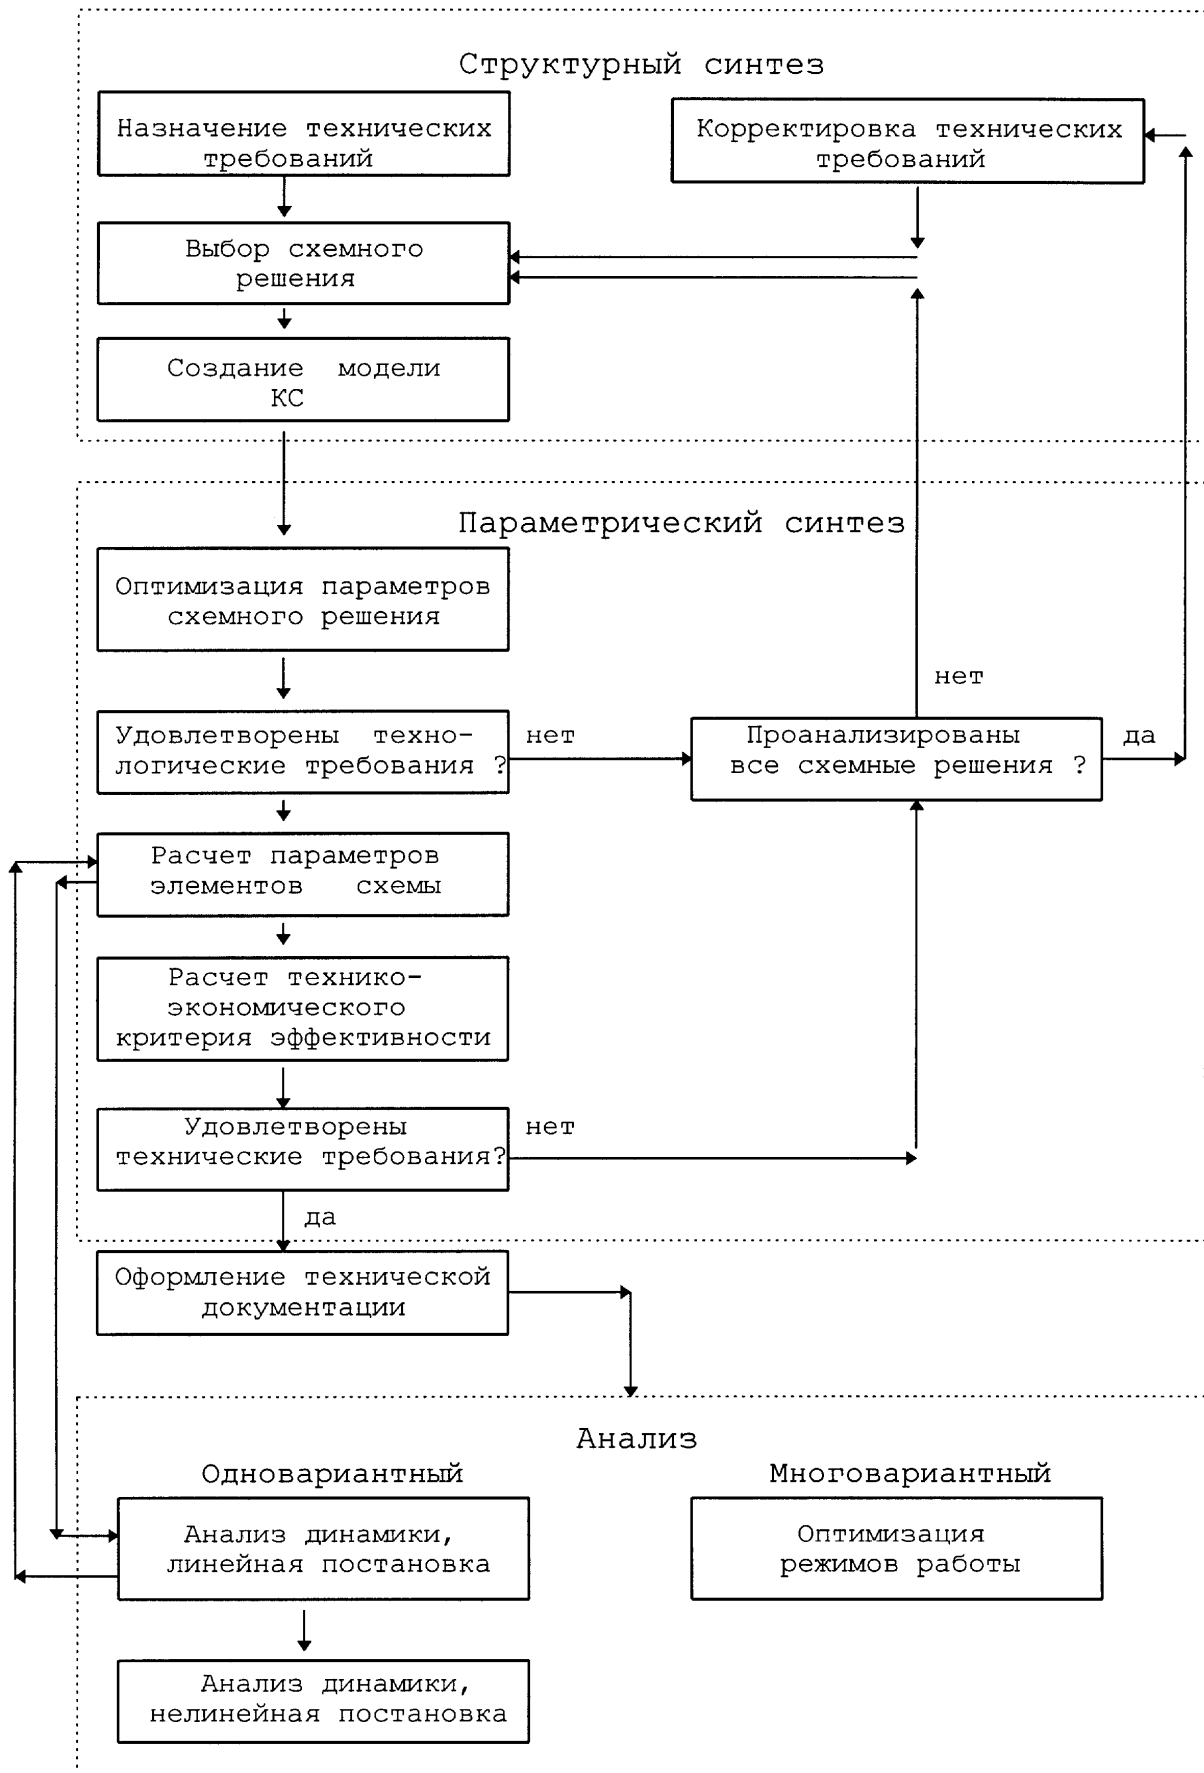 Структурный синтез
Назначение технических
требований
Корректировка технических
требований
Выбор схемного
решения
Создание модели
КС
Параметрический синтез
Оптимизация параметров
схемного решения
нет
Удовлетворены техно-
логические требования ?
нет
Проанализированы
все схемные решения ?
да
Расчет параметров
элементов схемы
Расчет технико-
экономического
критерия эффективности
Удовлетворены
технические требования?
нет
да
Оформление технической
документации
Анализ
Одновариантный
Многовариантный
Анализ динамики,
линейная постановка
Оптимизация
режимов работы
Анализ динамики,
нелинейная постановка